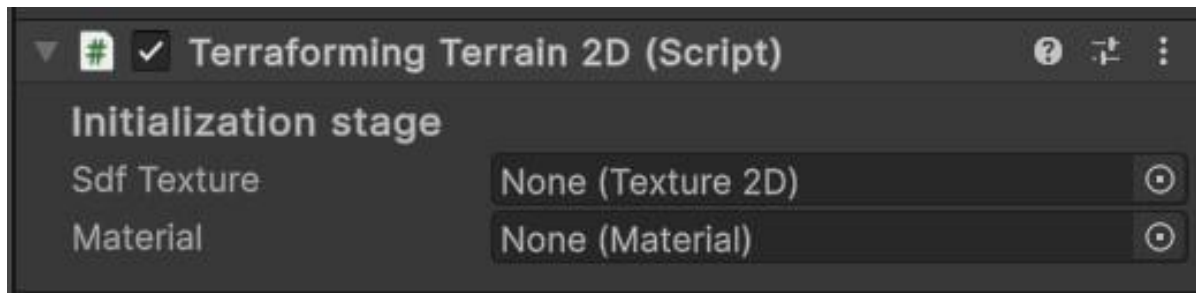 Terraforming Terrain 2D (Script)
Initialization stage
Sdf Texture None (Texture 2D)
Material None (Material)